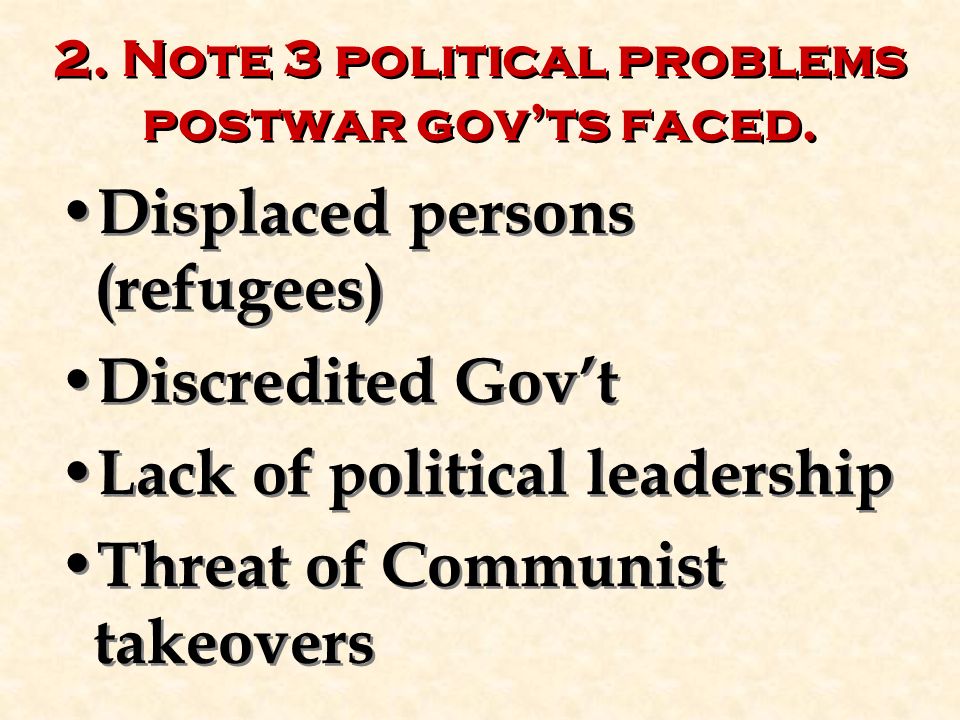 2. Note 3 political problems
postwar gov’ts faced.
•Displaced persons
(refugees)
•Discredited Gov’t
•Lack of political leadership
•Threat of Communist
takeovers